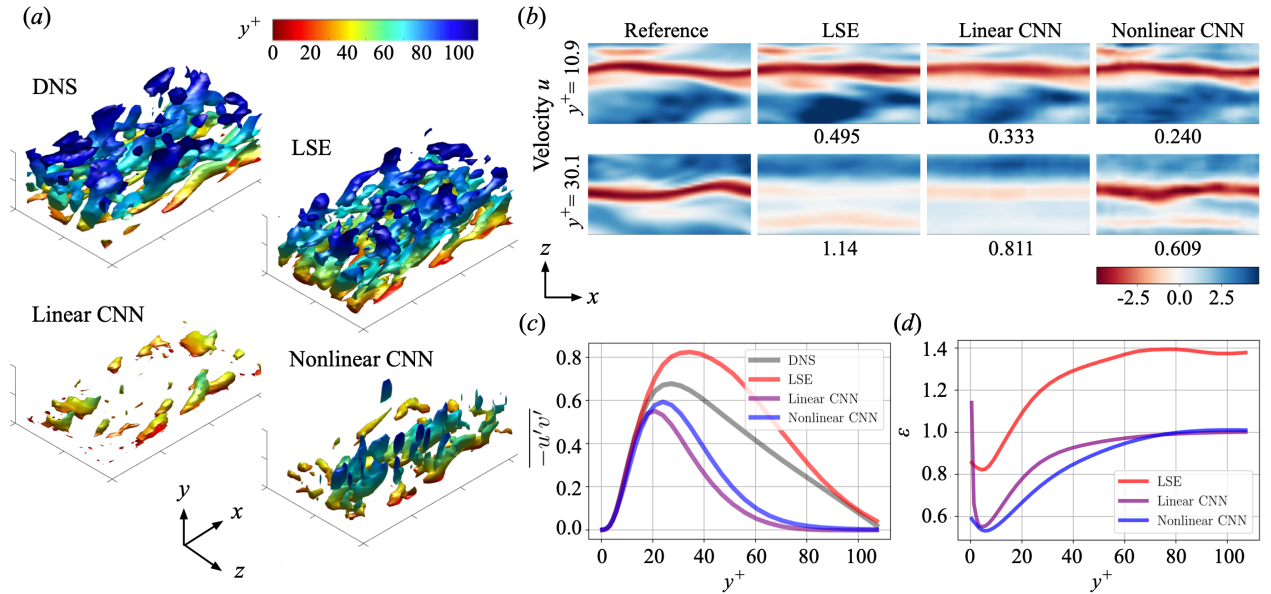 (a)
y+
0 20 40 60 80 100
DNS
LSE
Linear CNN
Nonlinear CNN
y
x
z
(b)
Reference LSE Linear CNN Nonlinear CNN
Velocity u
y+= 10.9
0.495 0.333 0.240
y+= 30.1
1.14 0.811 0.609
z
x
-2.5 0.0 2.5
(c)
0.8
0.6
0.4
0.2
0.0
−u′v′
DNS
LSE
Linear CNN
Nonlinear CNN
0 20 40 60 80 100
y+
(d)
1.4
1.2
1.0
0.8
0.6
ε
LSE
Linear CNN
Nonlinear CNN
0 20 40 60 80 100
y+